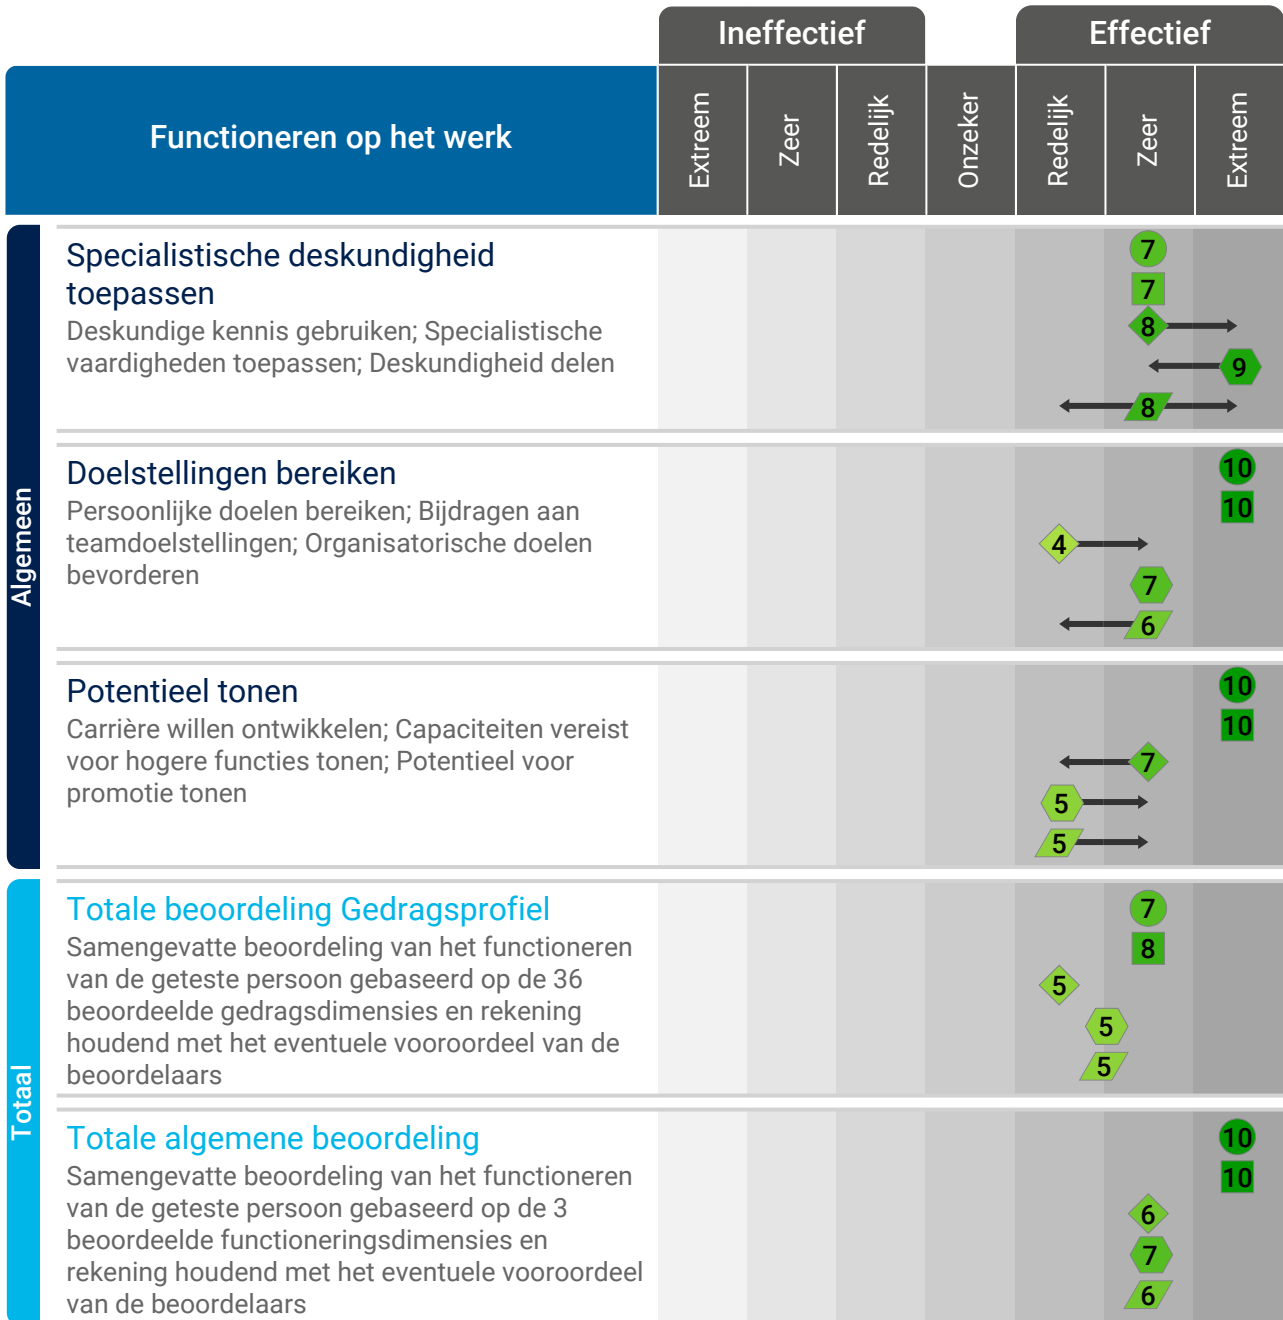 Ineffectief
Effectief
Functioneren op het werk
Extreem
Zeer
Redelijk
Onzeker
Redelijk
Zeer
Extreem
Algemeen
Specialistische deskundigheid
toepassen
Deskundige kennis gebruiken; Specialistische
vaardigheden toepassen; Deskundigheid delen
7
7
8
9
8
Doelstellingen bereiken
Persoonlijke doelen bereiken; Bijdragen aan
teamdoelstellingen; Organisatorische doelen
bevorderen
10
10
4
7
6
Potentieel tonen
Carrière willen ontwikkelen; Capaciteiten vereist
voor hogere functies tonen; Potentieel voor
promotie tonen
10
10
7
5
5
Totaal
Totale beoordeling Gedragsprofiel
Samengevatte beoordeling van het functioneren
van de geteste persoon gebaseerd op de 36
beoordeelde gedragsdimensies en rekening
houdend met het eventuele vooroordeel van de
beoordelaars
7
8
5
5
5
Totale algemene beoordeling
Samengevatte beoordeling van het functioneren
van de geteste persoon gebaseerd op de 3
beoordeelde functioneringsdimensies en
rekening houdend met het eventuele vooroordeel
van de beoordelaars
10
10
6
7
6